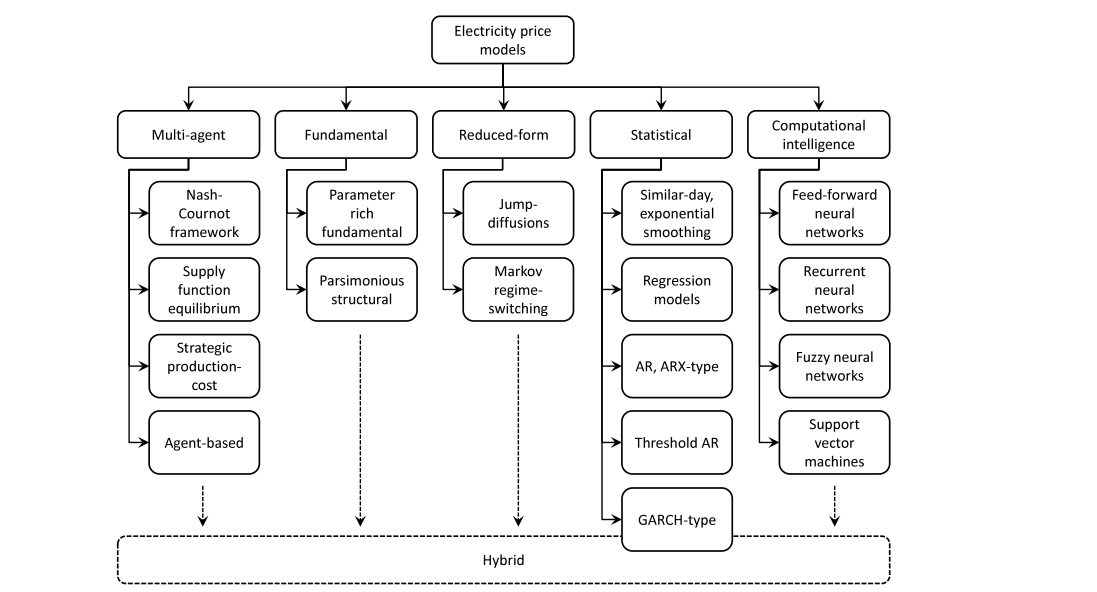 Electricity price
models
Multi-agent
Fundamental
Reduced-form
Statistical
Computational
intelligence
Nash-
Cournot
framework
Supply
function
equilibrium
Strategic
production-
cost
Agent-based
Parameter
rich
fundamental
Parsimonious
structural
Jump-
diffusions
Markov
regime-
switching
Similar-day,
exponential
smoothing
Regression
models
AR, ARX-type
Threshold AR
GARCH-type
Feed-forward
neural
networks
Recurrent
neural
networks
Fuzzy neural
networks
Support
vector
machines
Hybrid